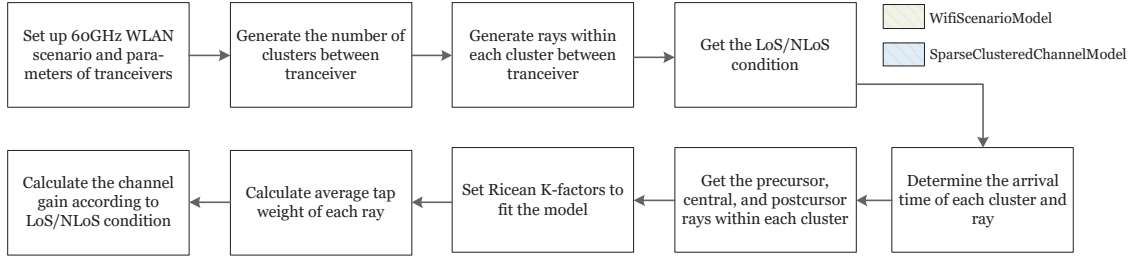 Set up 60GHz WLAN
scenario and para-
meters of tranceivers
Generate the number of
clusters between
tranceiver
Generate rays within
each cluster between
tranceiver
Get the LoS/NLoS
condition
WifiScenarioModel
SparseClusteredChannelModel
Determine the arrival
time of each cluster and
ray
Get the precursor,
central, and postcursor
rays within each cluster
Set Ricean K-factors to
fit the model
Calculate average tap
weight of each ray
Calculate the channel
gain according to
LoS/NLoS condition